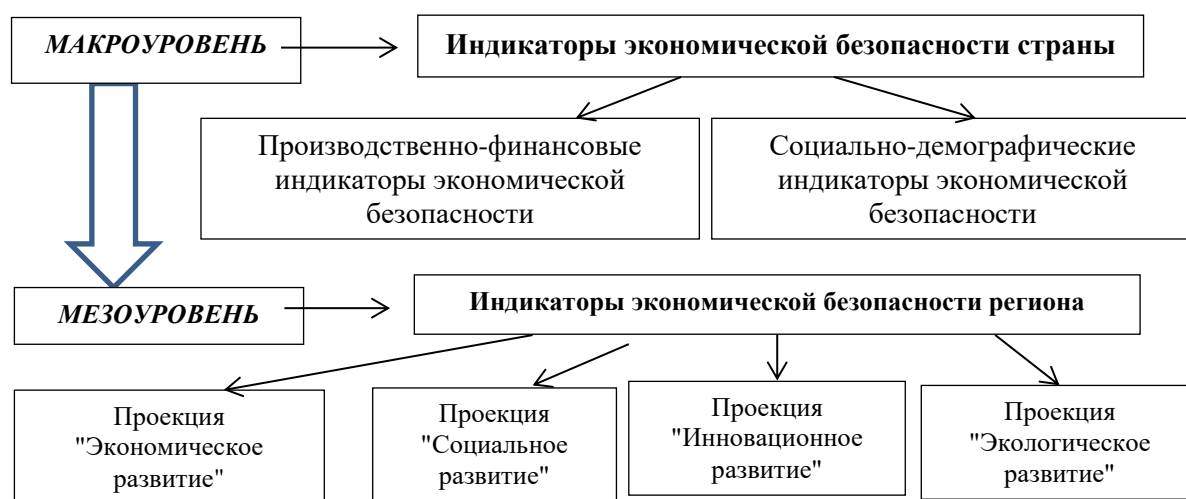 МАКРОУРОВЕНЬ
Индикаторы экономической безопасности страны
Производственно-финансовые
индикаторы экономической
безопасности
Социально-демографические
индикаторы экономической
безопасности
МЕЗОУРОВЕНЬ
Индикаторы экономической безопасности региона
Проекция
"Экономическое
развитие"
Проекция
"Социальное
развитие"
Проекция
"Инновационное
развитие"
Проекция
"Экологическое
развитие"